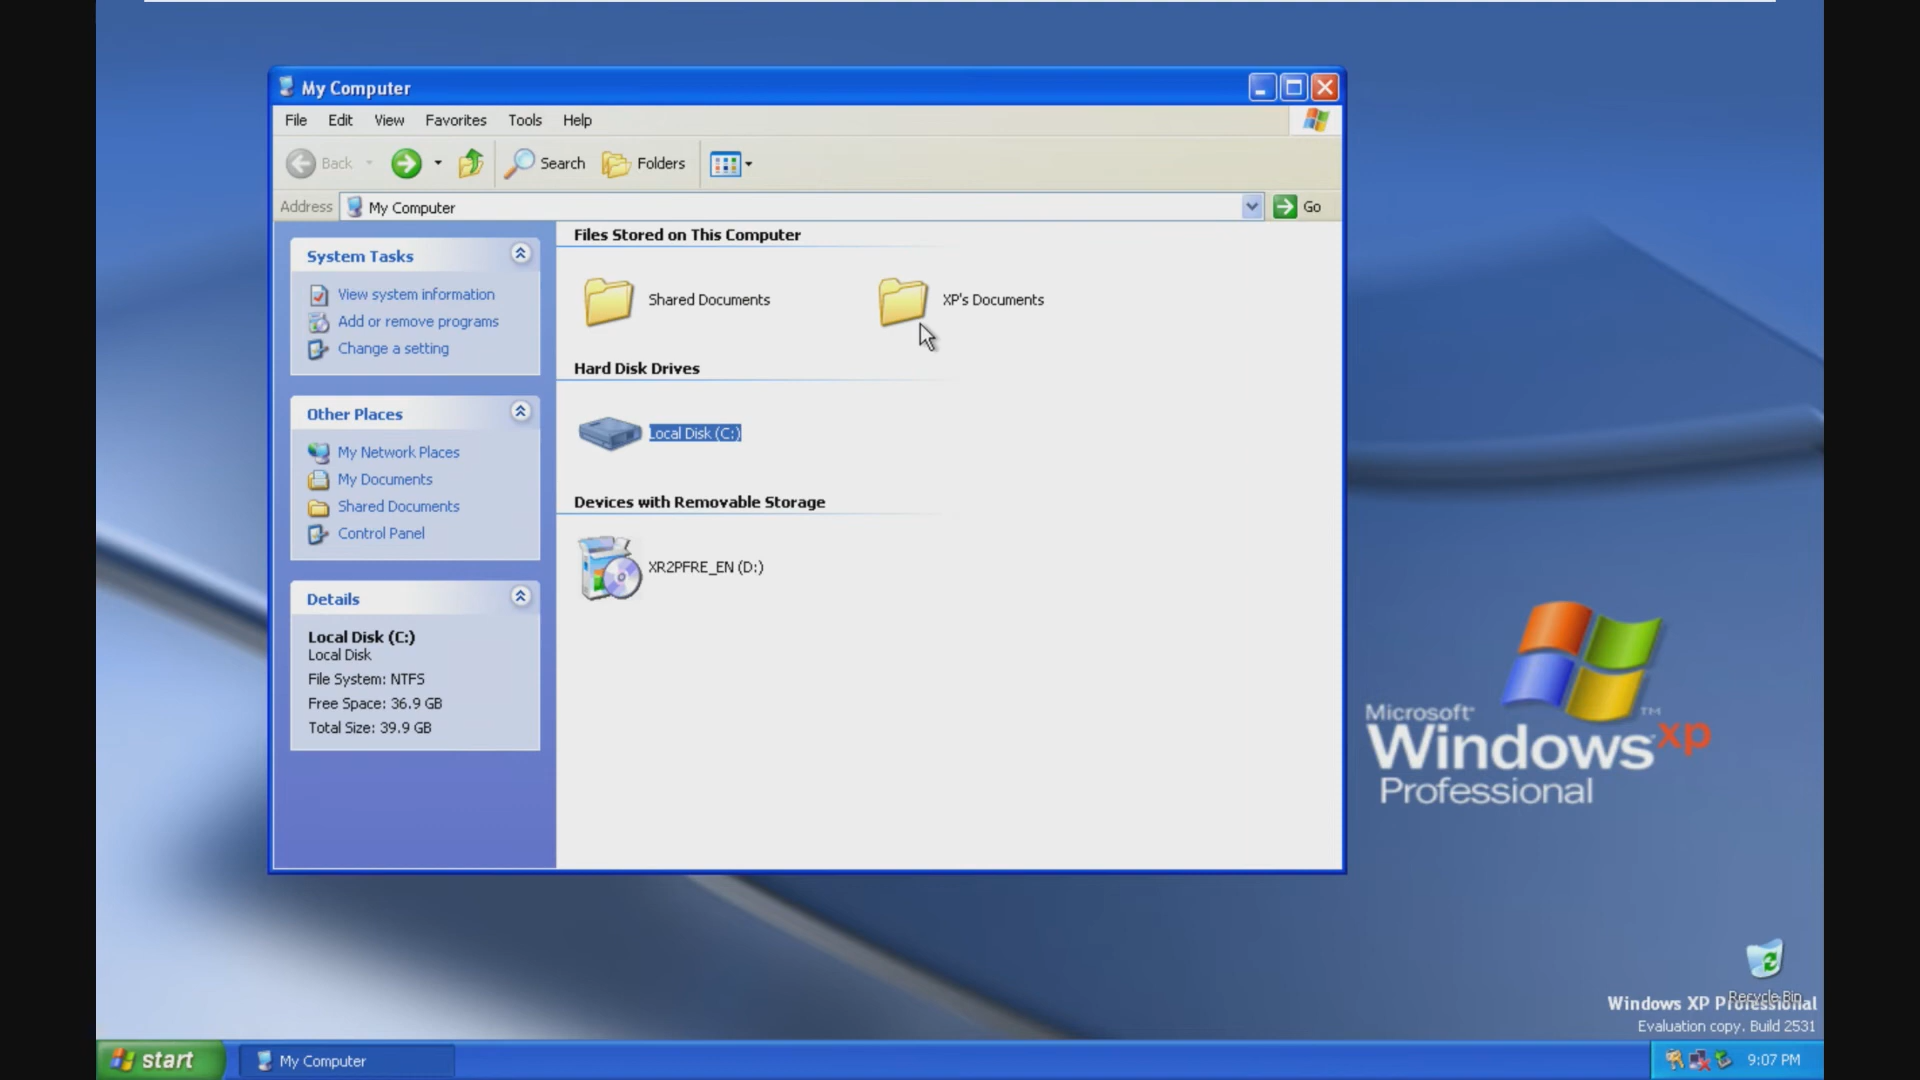 My Computer
File Edit View Favorites Tools Help
Back Search Folders
Address My Computer Go
System Tasks
View system information
Add or remove programs
Change a setting
Other Places
My Network Places
My Documents
Shared Documents
Control Panel
Details
Local Disk (C:)
Local Disk
File System: NTFS
Free Space: 36.9 GB
Total Size: 39.9 GB
Files Stored on This Computer
Shared Documents XP's Documents
Hard Disk Drives
Local Disk (C:)
Devices with Removable Storage
XR2PFRE_EN (D:)
Microsoft
Windows xp TM
Professional
Recycle Bin
Windows XP Professional
Evaluation copy. Build 2531
start My Computer 9:07 PM